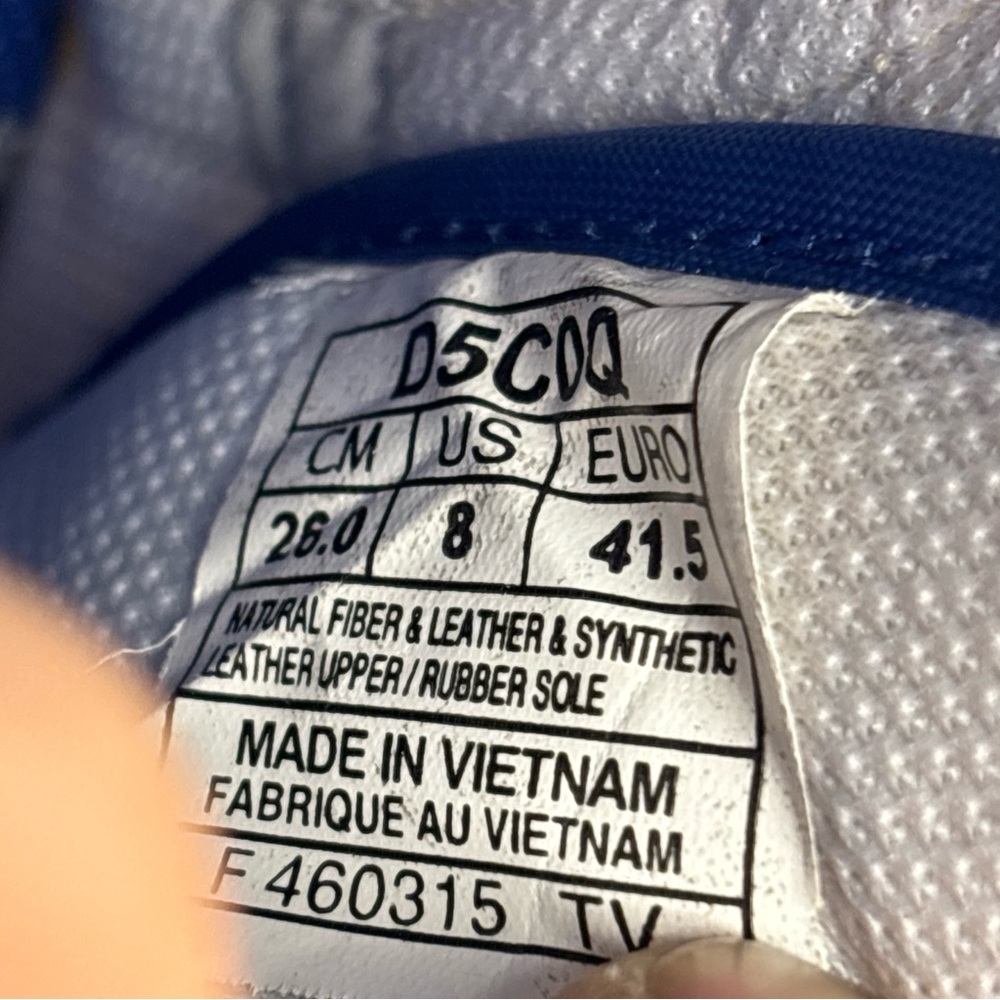 D5C0Q
CM US EURO
26.0 8 41.5
NATURAL FIBER & LEATHER & SYNTHETIC
LEATHER UPPER / RUBBER SOLE
MADE IN VIETNAM
FABRIQUE AU VIETNAM
F 460315 TV